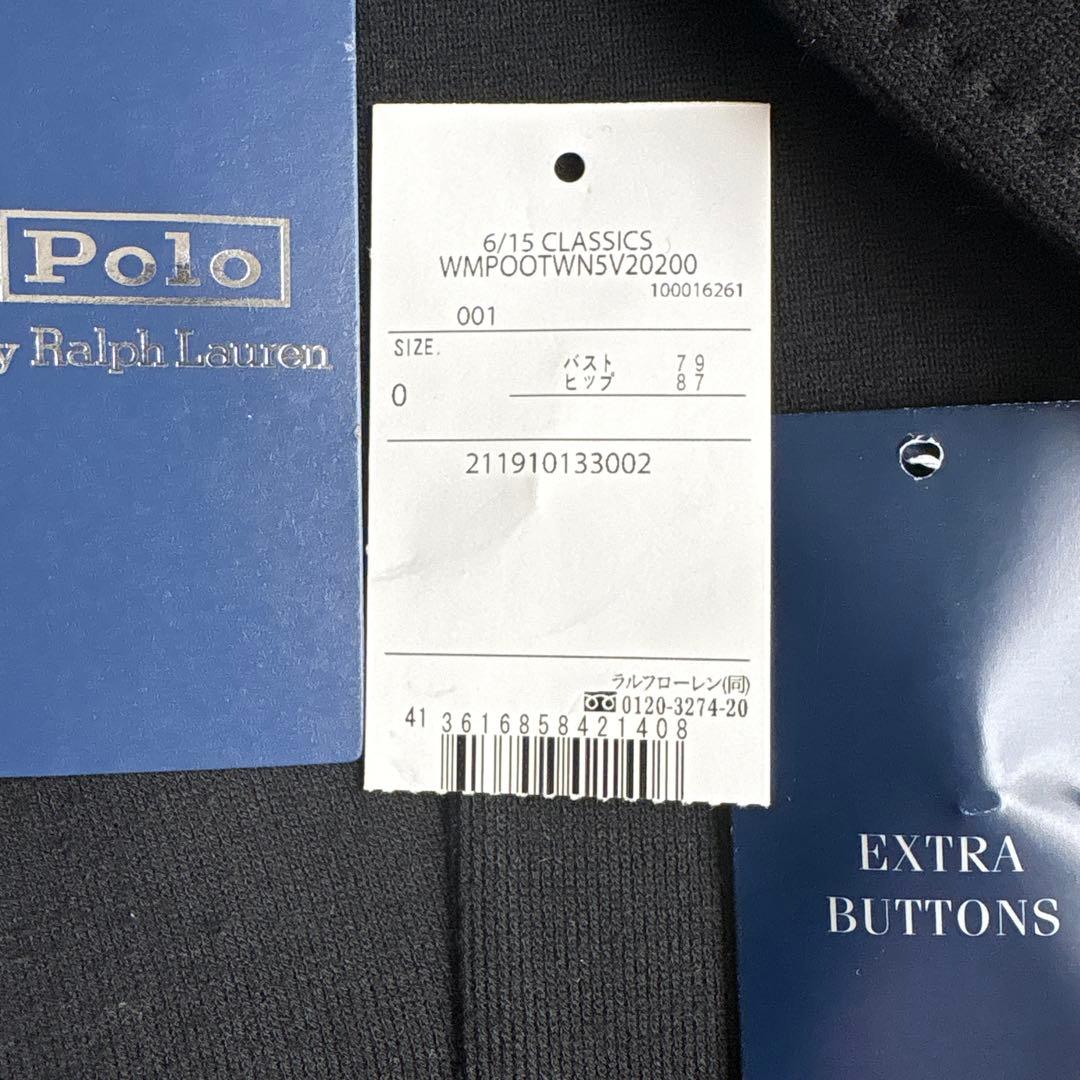 Polo
y Ralph Lauren
6/15 CLASSICS
WMPOOTWN5V20200
100016261
001
SIZE.
0
バスト 79
ヒップ 87
211910133002
ラルフローレン(同)
0120-3274-20
41 3616858421408
EXTRA
BUTTONS